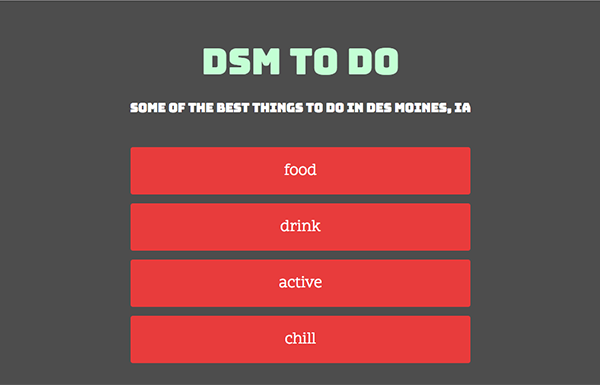 DSM TO DO
SOME OF THE BEST THINGS TO DO IN DES MOINES, IA
food
drink
active
chill